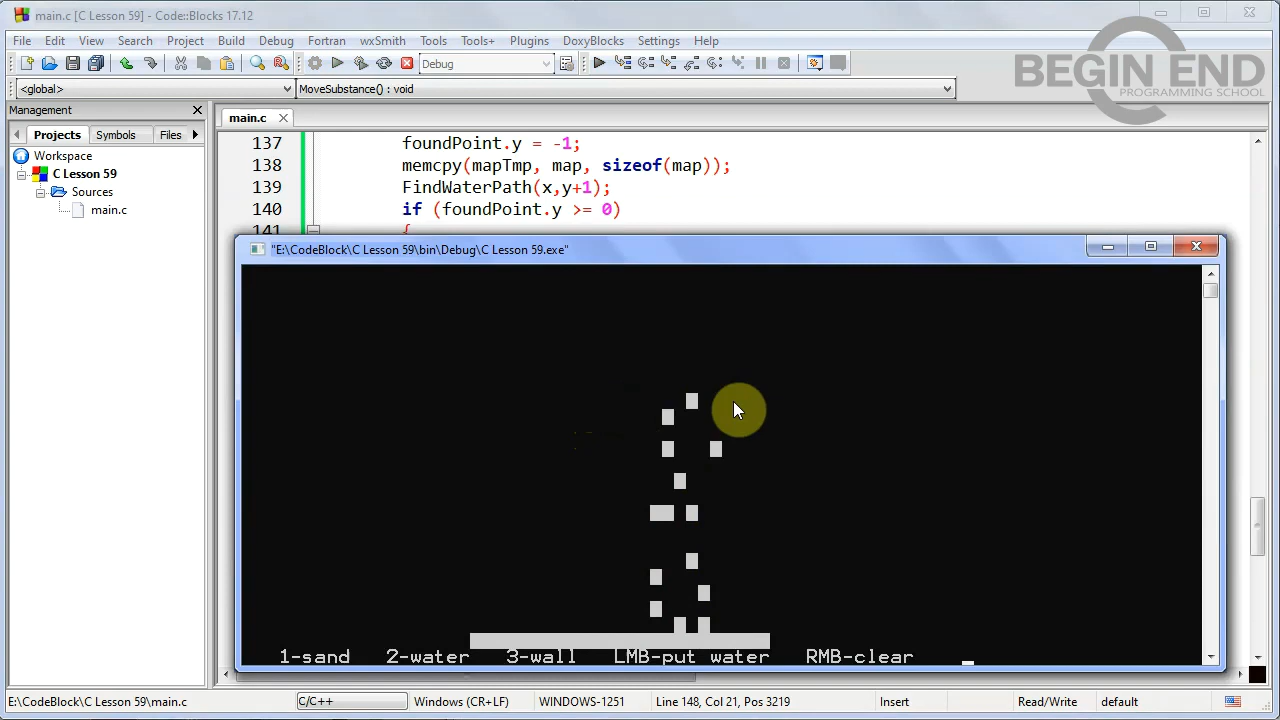 main.c [C Lesson 59] - Code::Blocks 17.12
BEGIN END
PROGRAMMING SCHOOL
File Edit View Search Project Build Debug Fortran wxSmith Tools Tools+ Plugins DoxyBlocks Settings Help
Debug
<global> MoveSubstance() : void
Management
main.c
Projects Symbols Files
Workspace
C Lesson 59
Sources
main.c
137 foundPoint.y = -1;
138 memcpy(mapTmp, map, sizeof(map));
139 FindWaterPath(x,y+1);
140 if (foundPoint.y >= 0)
141 {
"E:\CodeBlock\C Lesson 59\bin\Debug\C Lesson 59.exe"
1-sand 2-water 3-wall LMB-put water RMB-clear
E:\CodeBlock\C Lesson 59\main.c C/C++ Windows (CR+LF) WINDOWS-1251 Line 148, Col 21, Pos 3219 Insert Read/Write default